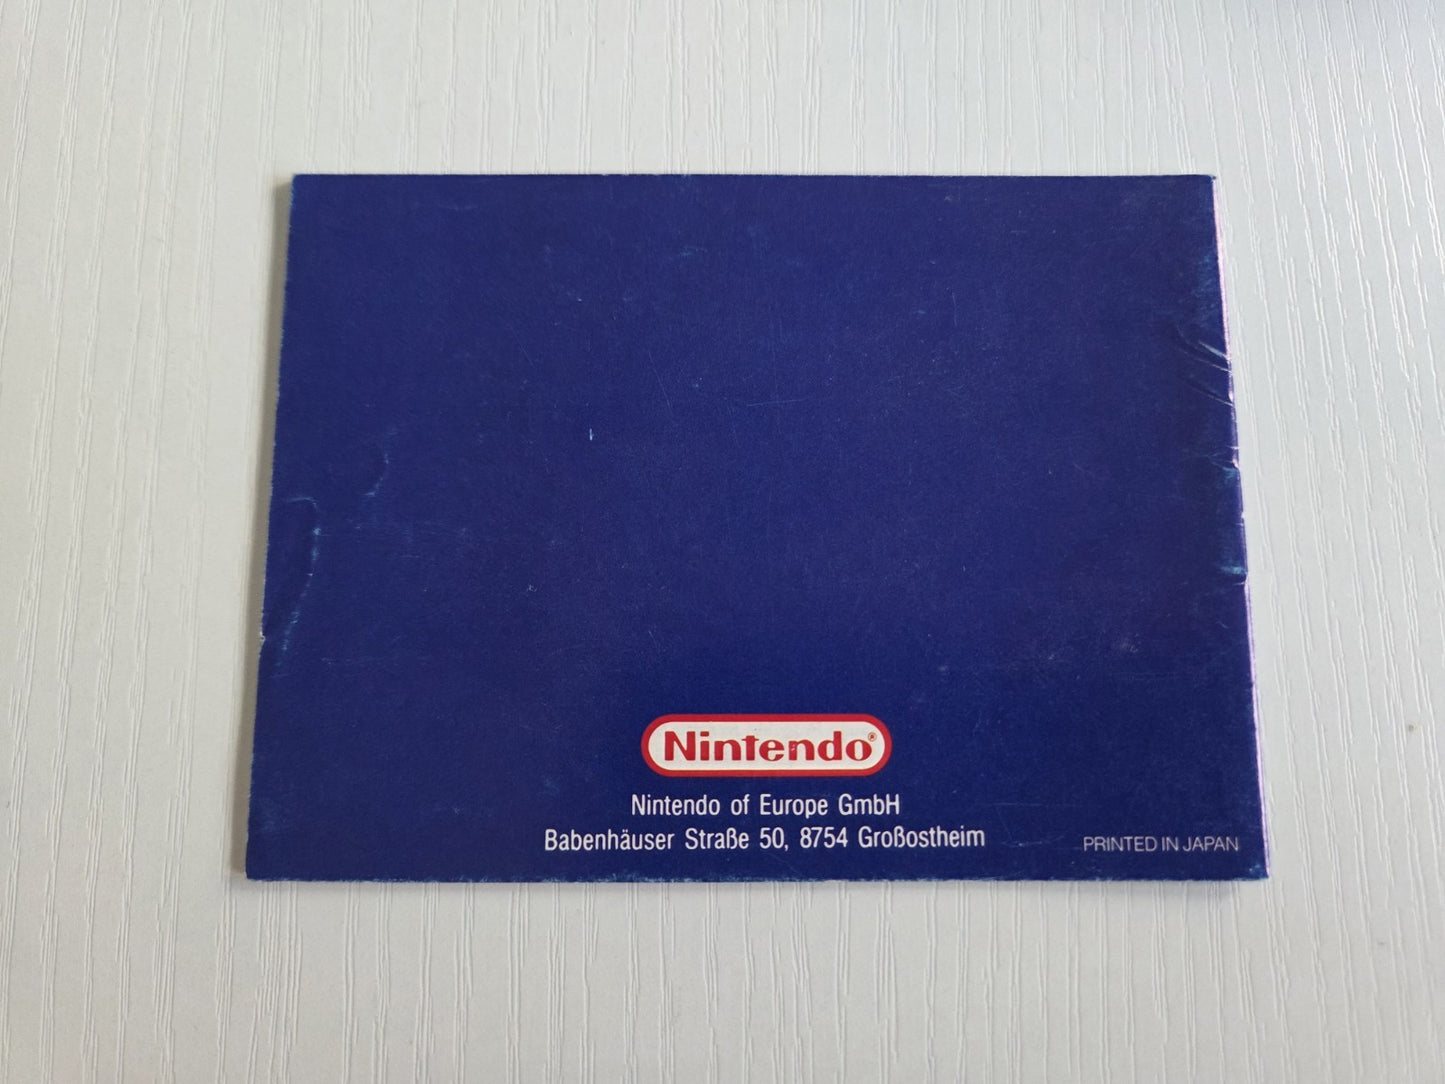 Nintendo®
Nintendo of Europe GmbH
Babenhäuser Straße 50, 8754 Großostheim
PRINTED IN JAPAN